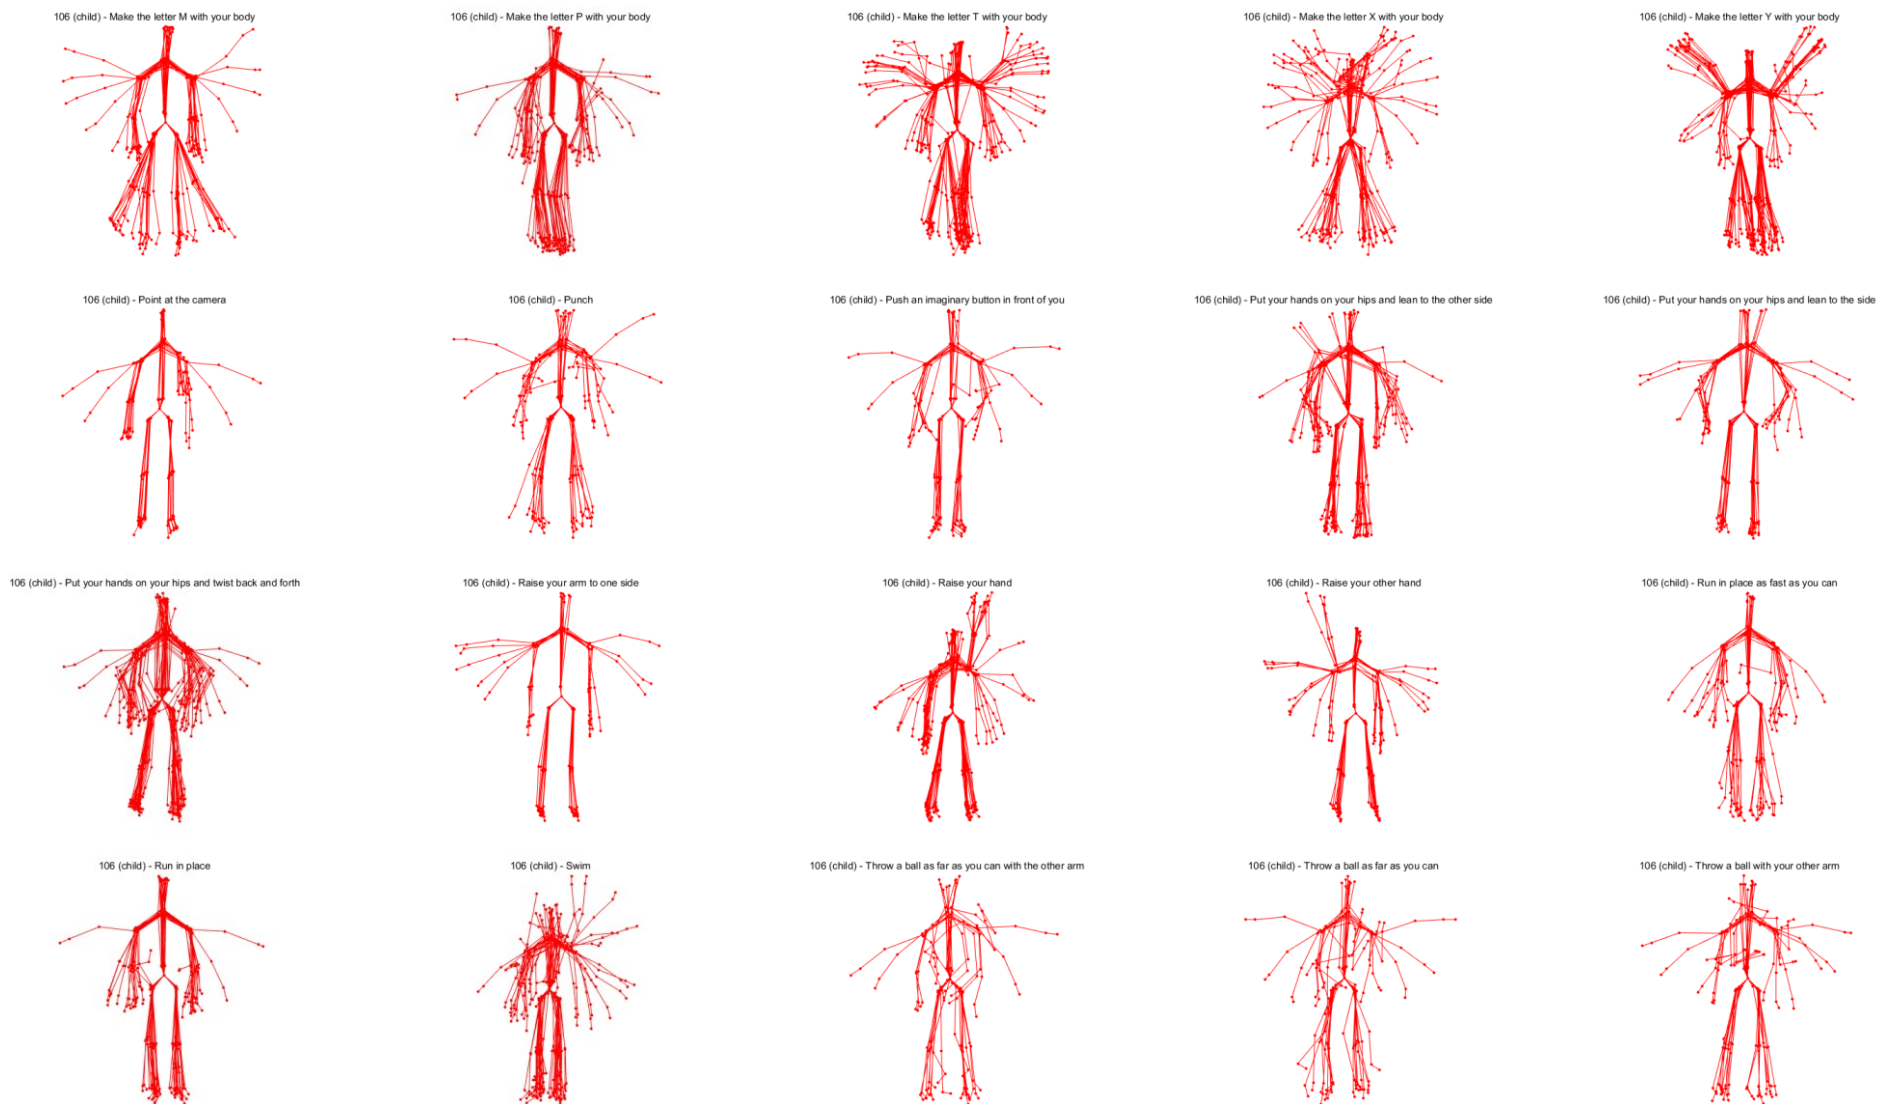 106 (child) - Make the letter M with your body
106 (child) - Make the letter P with your body
106 (child) - Make the letter T with your body
106 (child) - Make the letter X with your body
106 (child) - Make the letter Y with your body
106 (child) - Point at the camera
106 (child) - Punch
106 (child) - Push an imaginary button in front of you
106 (child) - Put your hands on your hips and lean to the other side
106 (child) - Put your hands on your hips and lean to the side
106 (child) - Put your hands on your hips and twist back and forth
106 (child) - Raise your arm to one side
106 (child) - Raise your hand
106 (child) - Raise your other hand
106 (child) - Run in place as fast as you can
106 (child) - Run in place
106 (child) - Swim
106 (child) - Throw a ball as far as you can with the other arm
106 (child) - Throw a ball as far as you can
106 (child) - Throw a ball with your other arm